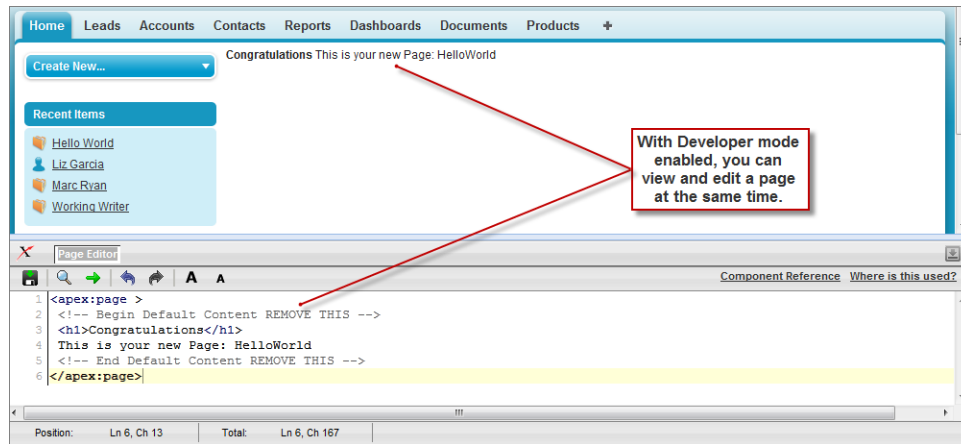 Home Leads Accounts Contacts Reports Dashboards Documents Products +
Create New...
Congratulations This is your new Page: HelloWorld
Recent Items
Hello World
Liz Garcia
Marc Ryan
Working Writer
With Developer mode
enabled, you can
view and edit a page
at the same time.
Page Editor
A A Component Reference Where is this used?
1 <apex:page >
2 <!-- Begin Default Content REMOVE THIS -->
3 <h1>Congratulations</h1>
4 This is your new Page: HelloWorld
5 <!-- End Default Content REMOVE THIS -->
6 </apex:page>
Position: Ln 6, Ch 13 Total: Ln 6, Ch 167